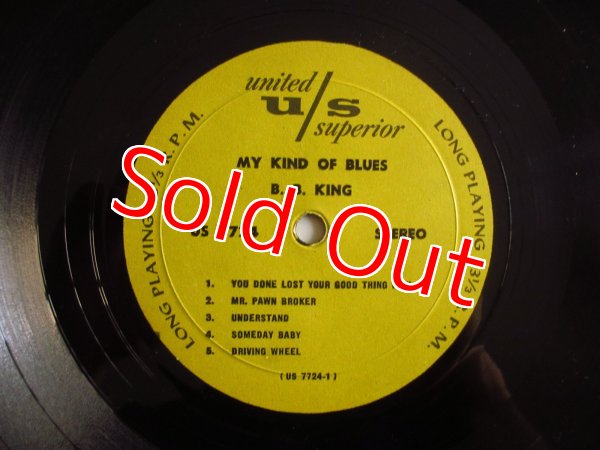 united
u/s
superior
MY KIND OF BLUES
B. B. KING
Sold Out
US
STEREO
1. YOU DONE LOST YOUR GOOD THING
2. MR. PAWN BROKER
3. UNDERSTAND
4. SOMEDAY BABY
5. DRIVING WHEEL
(US 7724-1)
LONG PLAYING 33⅓ R. P. M.
LONG PLAYING 33⅓ R. P. M.